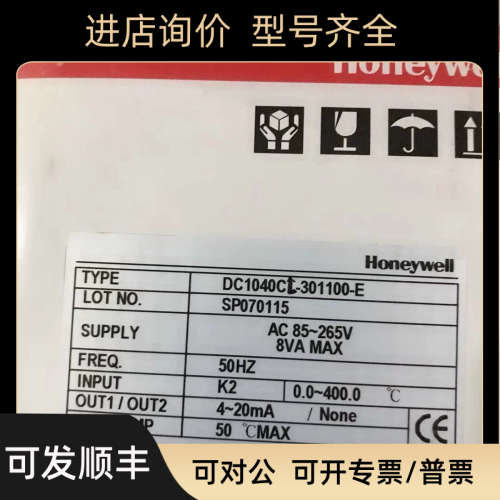 进店询价 型号齐全
Honeywell
Honeywell
TYPE DC1040CL-301100-E
LOT NO. SP070115
SUPPLY AC 85~265V
8VA MAX
FREQ. 50HZ
INPUT K2 0.0~400.0 ℃
OUT1 / OUT2 4~20mA / None
50 ℃MAX
CE
可发顺丰
可对公 可开专票/普票